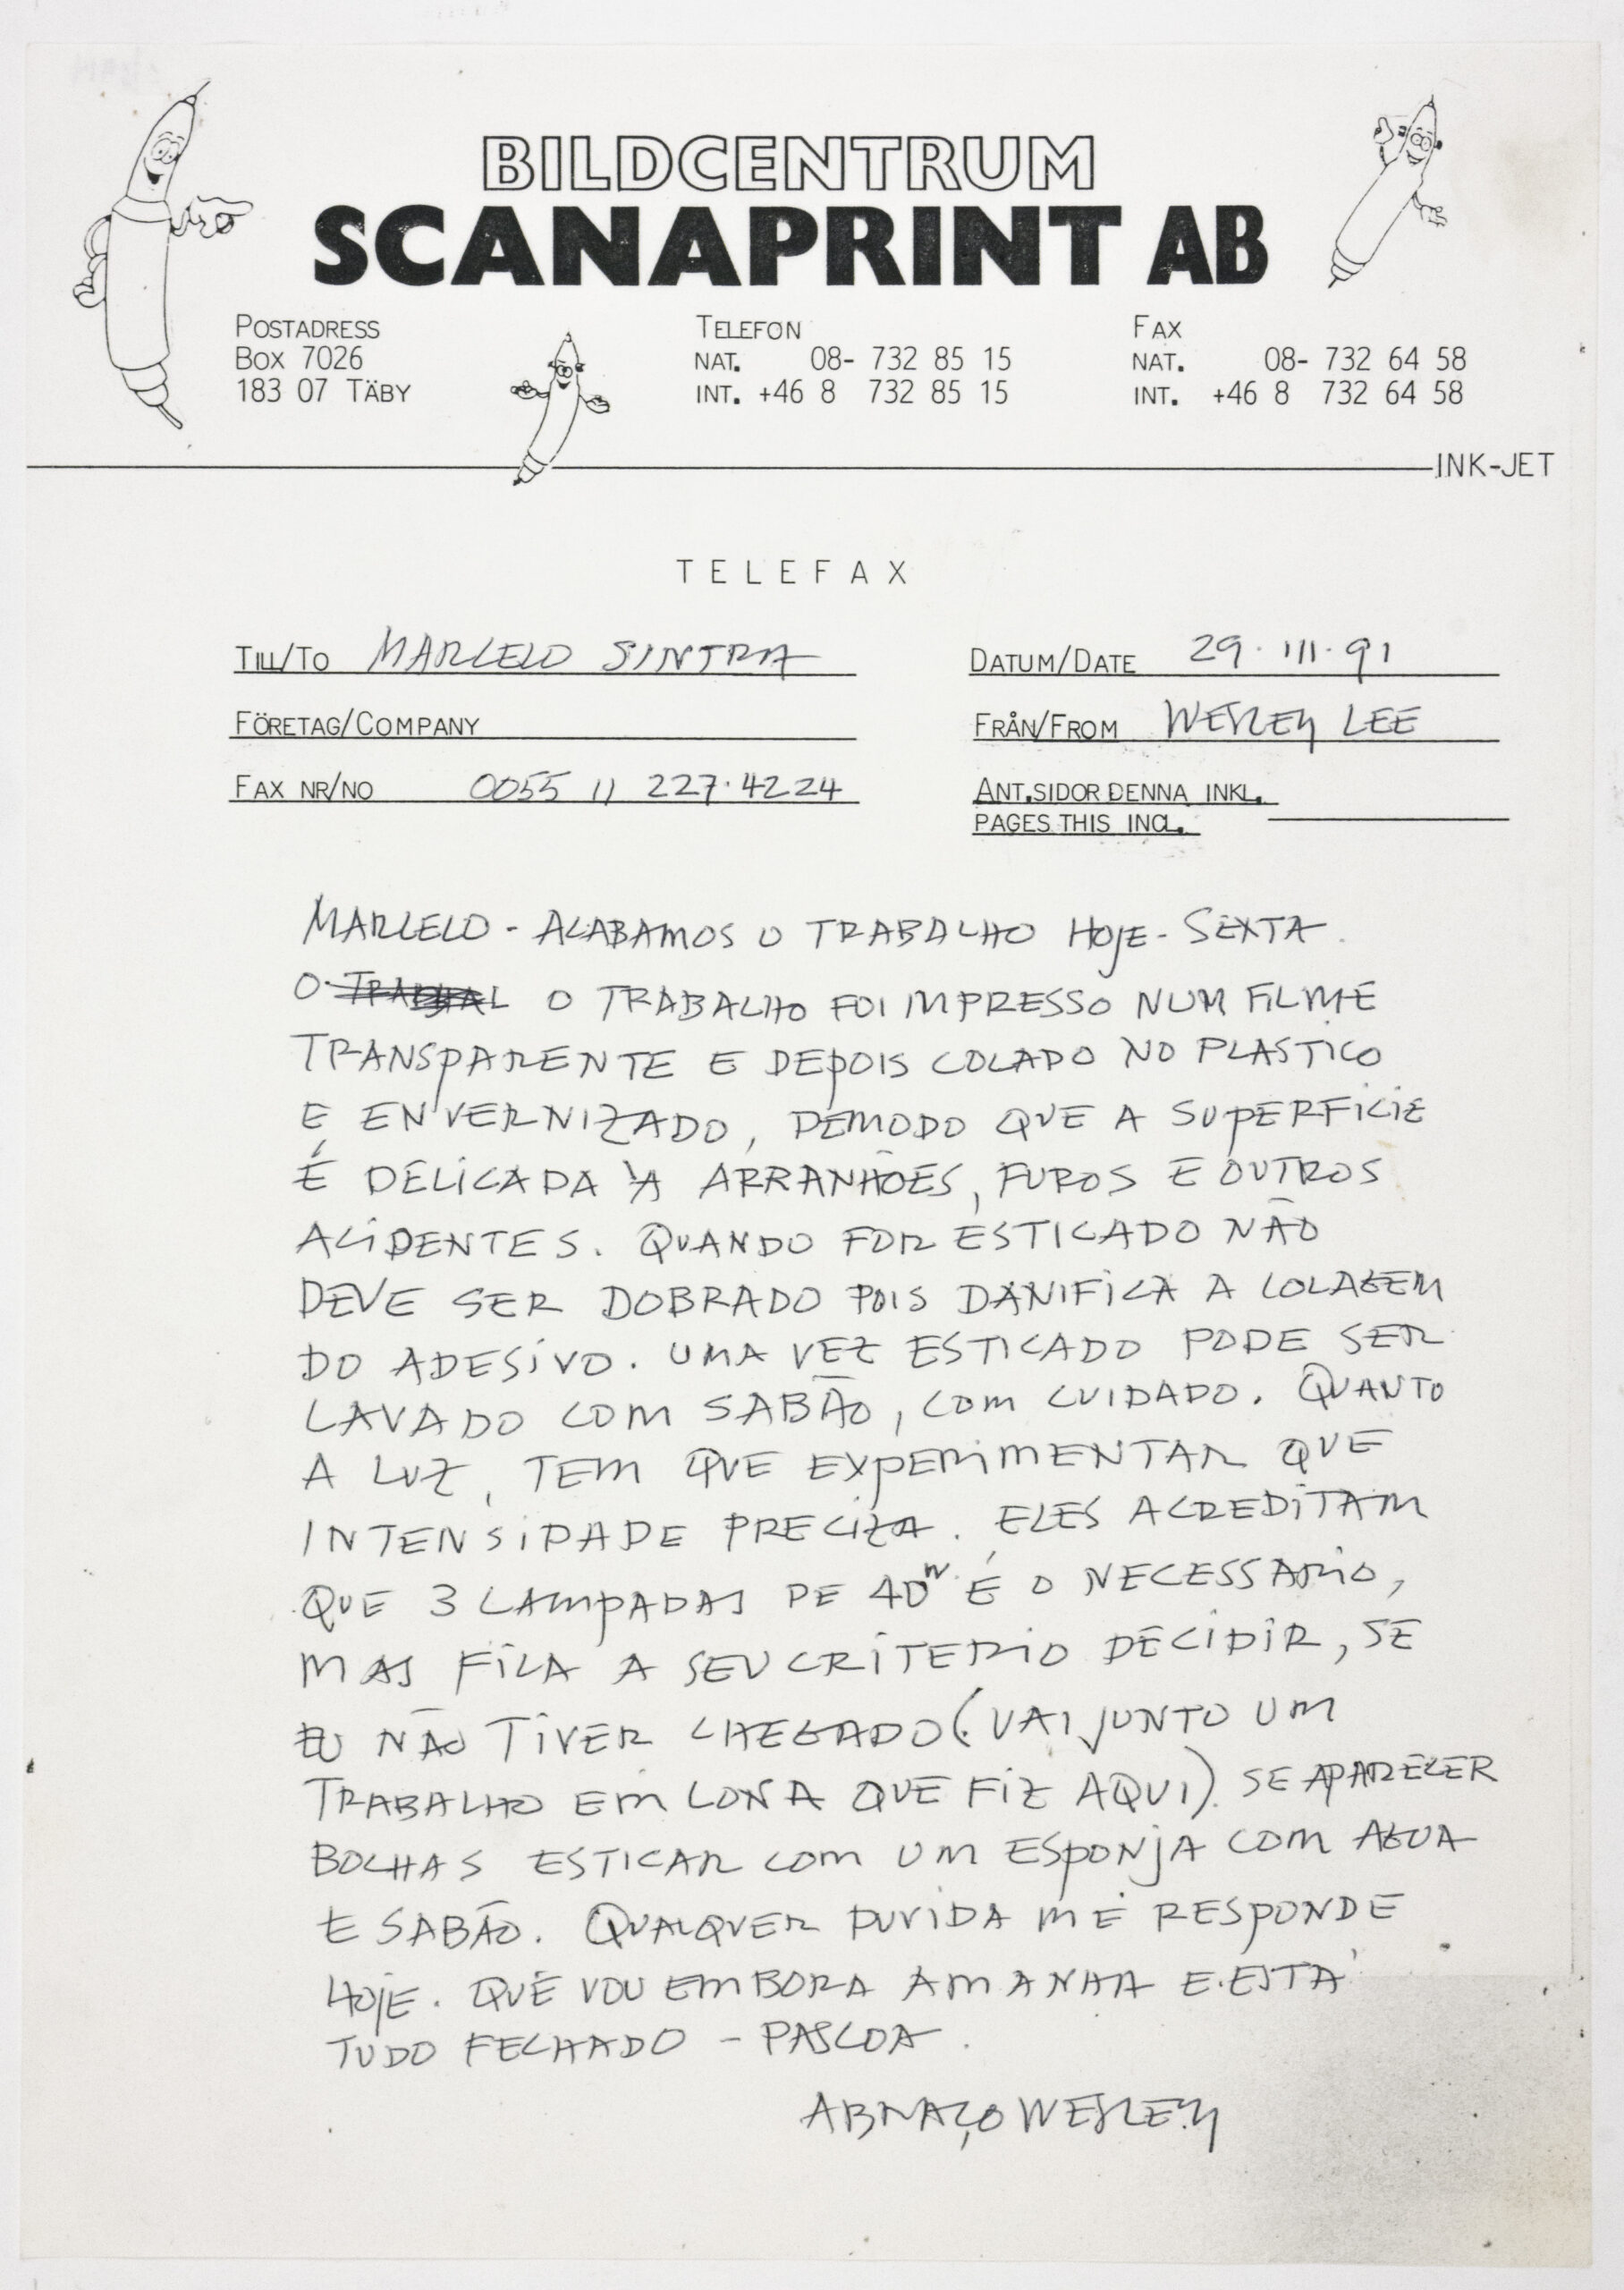 BILDCENTRUM
SCANAPRINT AB
POSTADRESS
BOX 7026
183 07 TÄBY
TELEFON
NAT. 08- 732 85 15
INT. +46 8 732 85 15
FAX
NAT. 08- 732 64 58
INT. +46 8 732 64 58
INK-JET
TELEFAX
TILL/TO MARCELO SINTRA
DATUM/DATE 29·III·91
FÖRETAG/COMPANY
FRÅN/FROM WESLEY LEE
FAX NR/NO 0055 11 227·4224
ANT.SIDOR DENNA INKL.
PAGES THIS INCL.
MARCELO - ACABAMOS O TRABALHO HOJE - SEXTA.
O O TRABALHO FOI IMPRESSO NUM FILME
TRANSPARENTE E DEPOIS COLADO NO PLASTICO
E ENVERNIZADO, DEMODO QUE A SUPERFICIE
É DELICADA À ARRANHÕES, FUROS E OUTROS
ACIDENTES. QUANDO FOR ESTICADO NÃO
DEVE SER DOBRADO POIS DANIFICA A COLAGEM
DO ADESIVO. UMA VEZ ESTICADO PODE SER
LAVADO COM SABÃO, COM CUIDADO. QUANTO
A LUZ, TEM QUE EXPERIMENTAR QUE
INTENSIDADE PRECIZA. ELES ACREDITAM
QUE 3 LAMPADAS DE 40W É O NECESSARIO,
MAS FICA A SEU CRITERIO DECIDIR, SE
EU NÃO TIVER CHEGADO (VAI JUNTO UM
TRABALHO EM LONA QUE FIZ AQUI). SE APARECER
BOLHAS ESTICAR COM UM ESPONJA COM AGUA
E SABÃO. QUALQUER DUVIDA ME RESPONDE
HOJE. QUE VOU EMBORA AMANHA E ESTA'
TUDO FECHADO - PASCOA.
ABRAÇO WESLEY